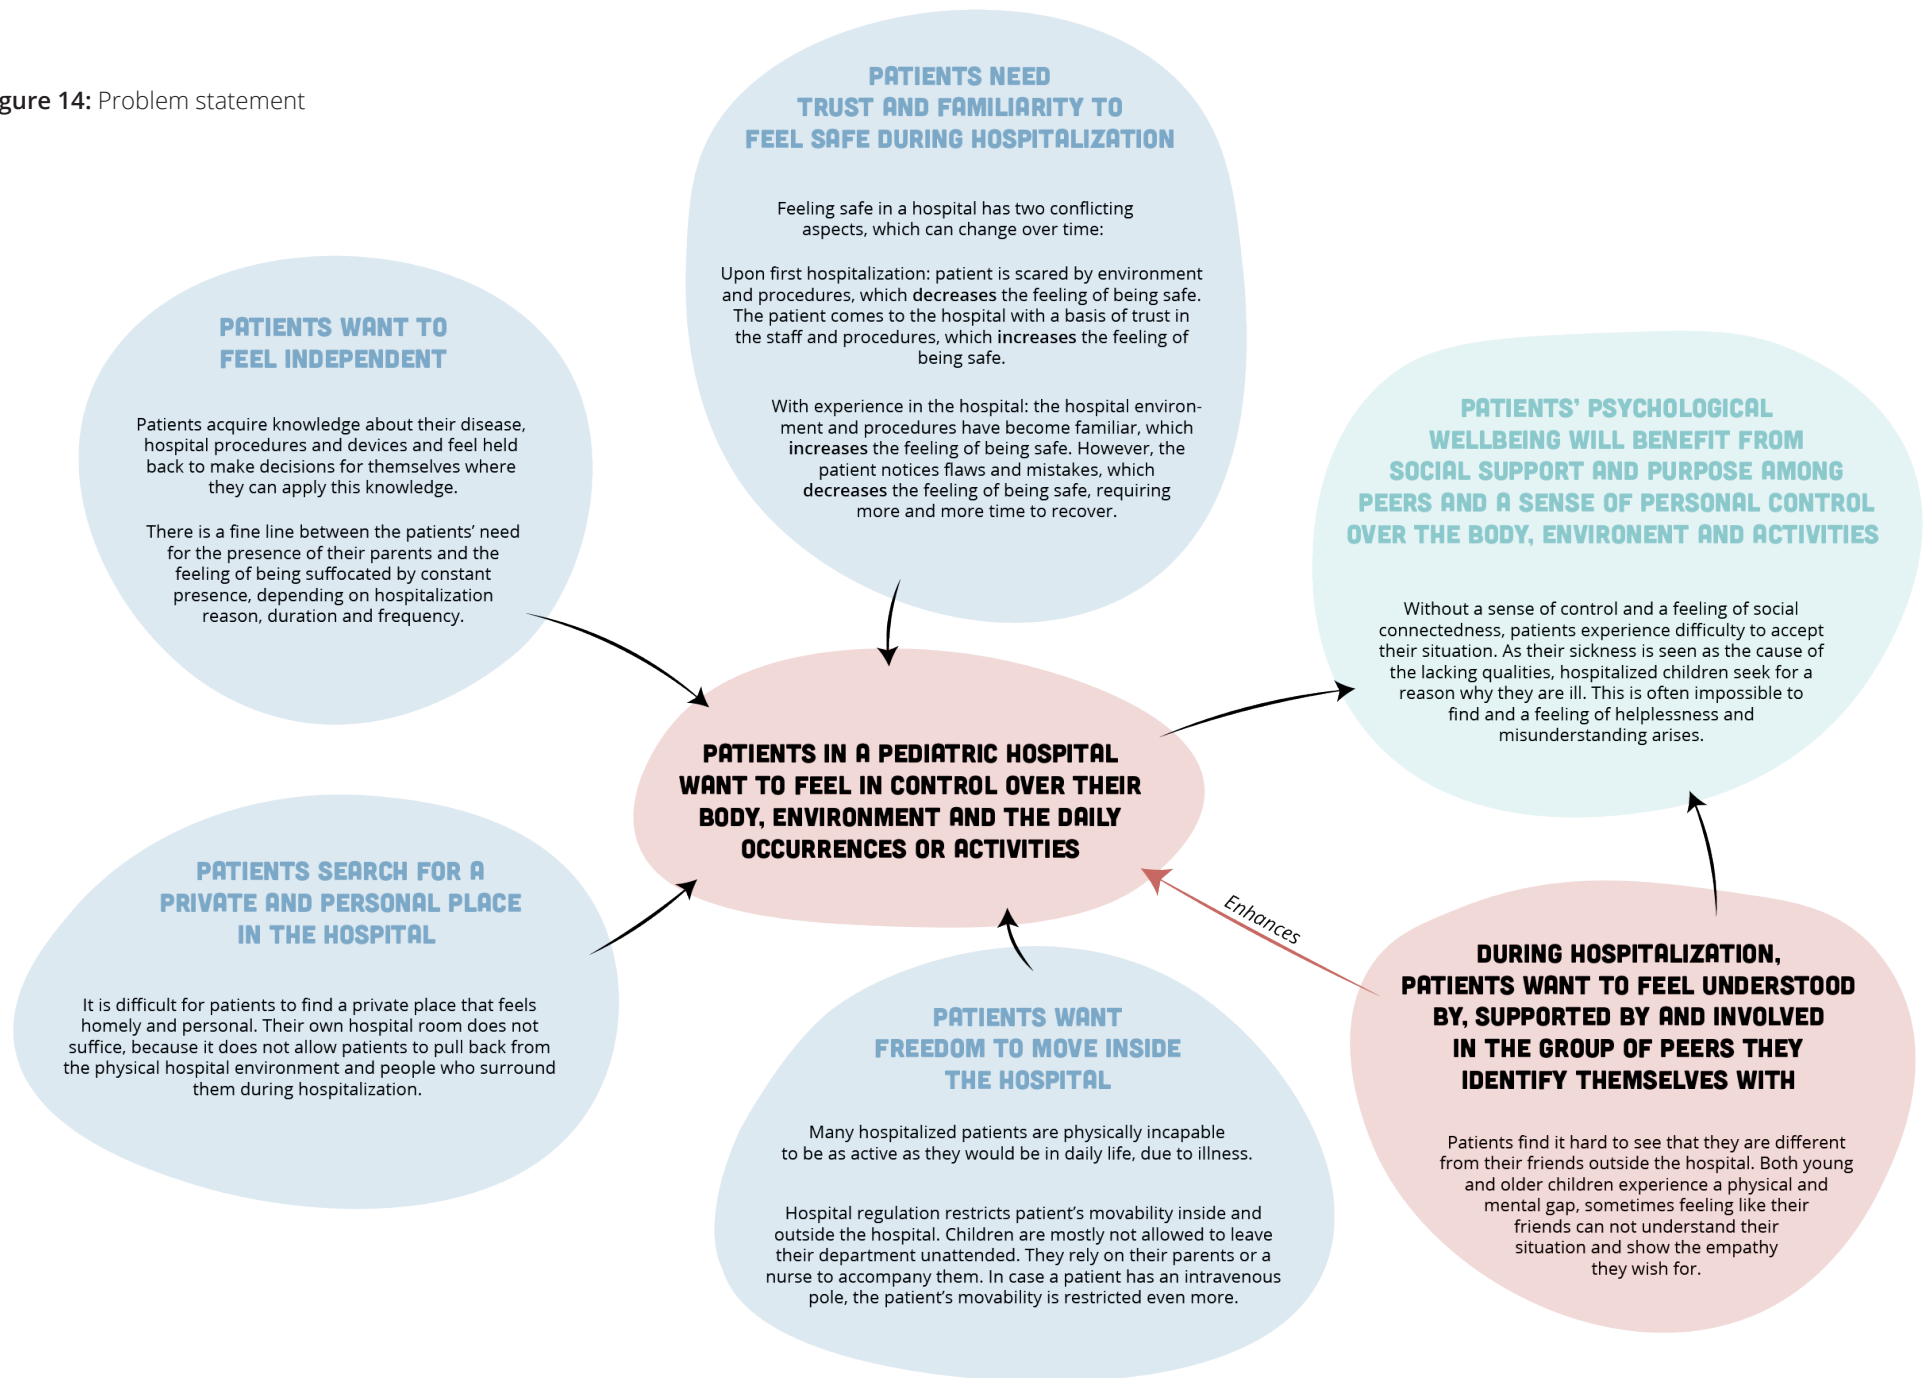 gure 14: Problem statement
PATIENTS NEED
TRUST AND FAMILIARITY TO
FEEL SAFE DURING HOSPITALIZATION
Feeling safe in a hospital has two conflicting
aspects, which can change over time:
Upon first hospitalization: patient is scared by environment
and procedures, which decreases the feeling of being safe.
The patient comes to the hospital with a basis of trust in
the staff and procedures, which increases the feeling of
being safe.
With experience in the hospital: the hospital environ-
ment and procedures have become familiar, which
increases the feeling of being safe. However, the
patient notices flaws and mistakes, which
decreases the feeling of being safe, requiring
more and more time to recover.
PATIENTS WANT TO
FEEL INDEPENDENT
Patients acquire knowledge about their disease,
hospital procedures and devices and feel held
back to make decisions for themselves where
they can apply this knowledge.
There is a fine line between the patients' need
for the presence of their parents and the
feeling of being suffocated by constant
presence, depending on hospitalization
reason, duration and frequency.
PATIENTS' PSYCHOLOGICAL
WELLBEING WILL BENEFIT FROM
SOCIAL SUPPORT AND PURPOSE AMONG
PEERS AND A SENSE OF PERSONAL CONTROL
OVER THE BODY, ENVIRONENT AND ACTIVITIES
Without a sense of control and a feeling of social
connectedness, patients experience difficulty to accept
their situation. As their sickness is seen as the cause of
the lacking qualities, hospitalized children seek for a
reason why they are ill. This is often impossible to
find and a feeling of helplessness and
misunderstanding arises.
PATIENTS IN A PEDIATRIC HOSPITAL
WANT TO FEEL IN CONTROL OVER THEIR
BODY, ENVIRONMENT AND THE DAILY
OCCURRENCES OR ACTIVITIES
PATIENTS SEARCH FOR A
PRIVATE AND PERSONAL PLACE
IN THE HOSPITAL
It is difficult for patients to find a private place that feels
homely and personal. Their own hospital room does not
suffice, because it does not allow patients to pull back from
the physical hospital environment and people who surround
them during hospitalization.
Enhances
PATIENTS WANT
FREEDOM TO MOVE INSIDE
THE HOSPITAL
Many hospitalized patients are physically incapable
to be as active as they would be in daily life, due to illness.
Hospital regulation restricts patient's movability inside and
outside the hospital. Children are mostly not allowed to leave
their department unattended. They rely on their parents or a
nurse to accompany them. In case a patient has an intravenous
pole, the patient's movability is restricted even more.
DURING HOSPITALIZATION,
PATIENTS WANT TO FEEL UNDERSTOOD
BY, SUPPORTED BY AND INVOLVED
IN THE GROUP OF PEERS THEY
IDENTIFY THEMSELVES WITH
Patients find it hard to see that they are different
from their friends outside the hospital. Both young
and older children experience a physical and
mental gap, sometimes feeling like their
friends can not understand their
situation and show the empathy
they wish for.